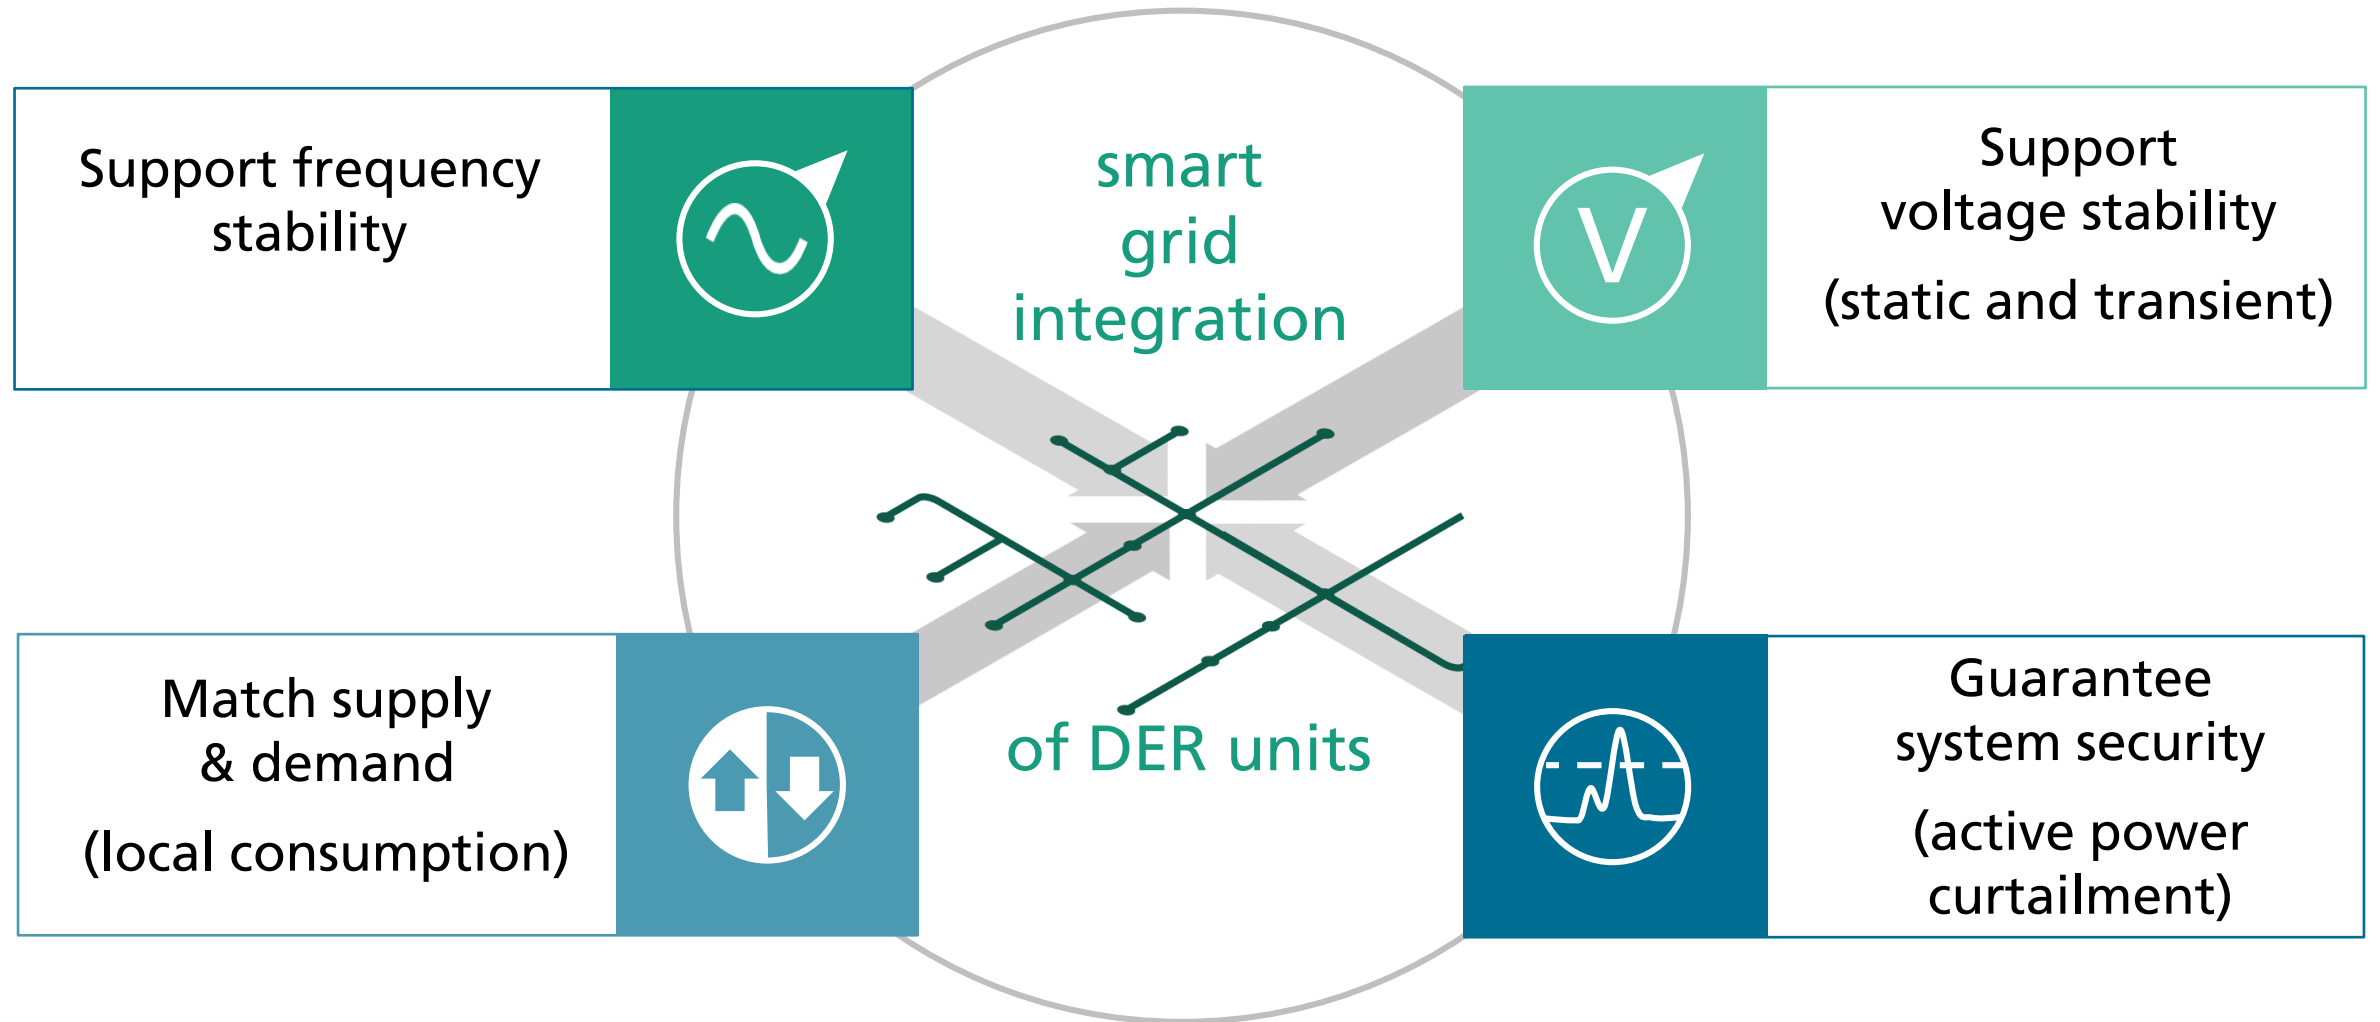 Support frequency
stability
smart
grid
integration
V
Support
voltage stability
(static and transient)
Match supply
& demand
(local consumption)
of DER units
Guarantee
system security
(active power
curtailment)